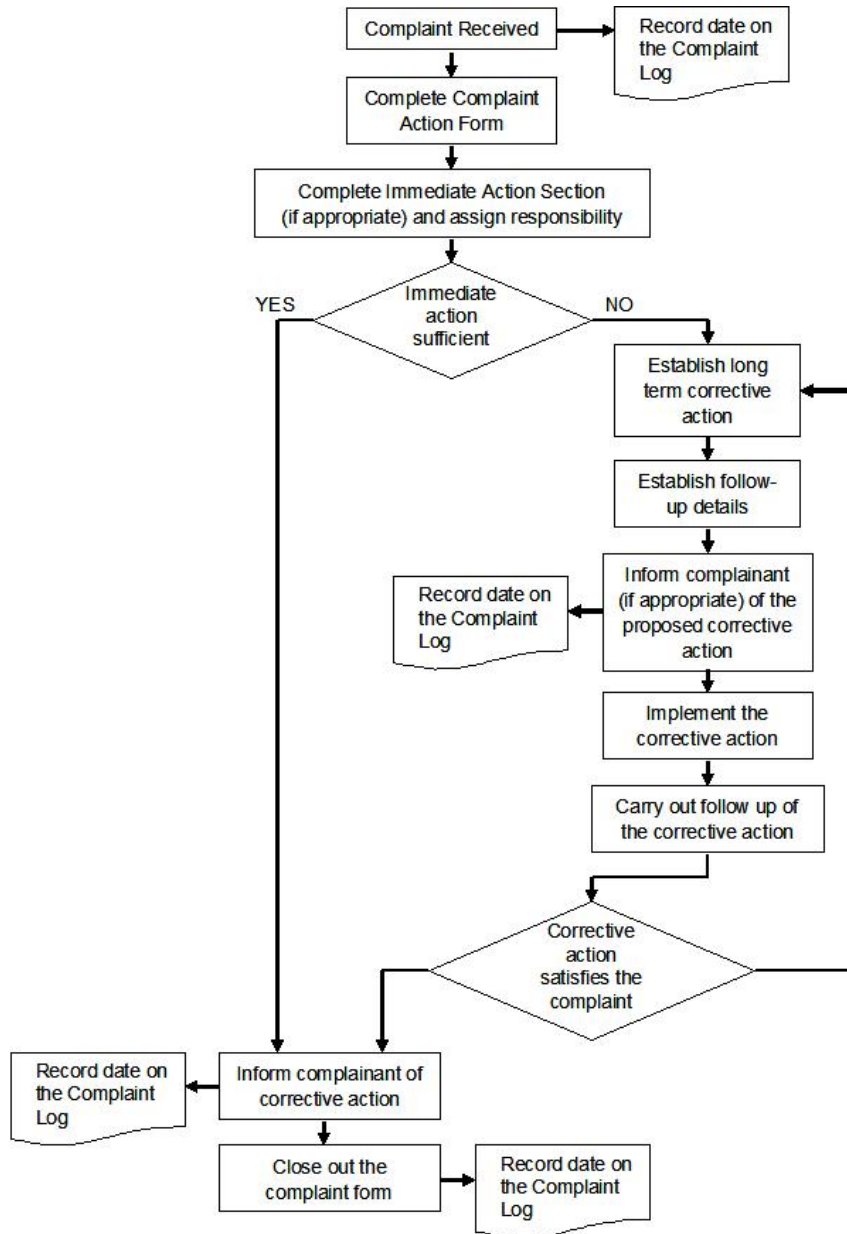 Complaint Received
Record date on
the Complaint
Log
Complete Complaint
Action Form
Complete Immediate Action Section
(if appropriate) and assign responsibility
YES
Immediate
action
sufficient
NO
Establish long
term corrective
action
Establish follow-
up details
Record date on
the Complaint
Log
Inform complainant
(if appropriate) of the
proposed corrective
action
Implement the
corrective action
Carry out follow up
of the corrective action
Corrective
action
satisfies the
complaint
Record date on
the Complaint
Log
Inform complainant of
corrective action
Close out the
complaint form
Record date on
the Complaint
Log